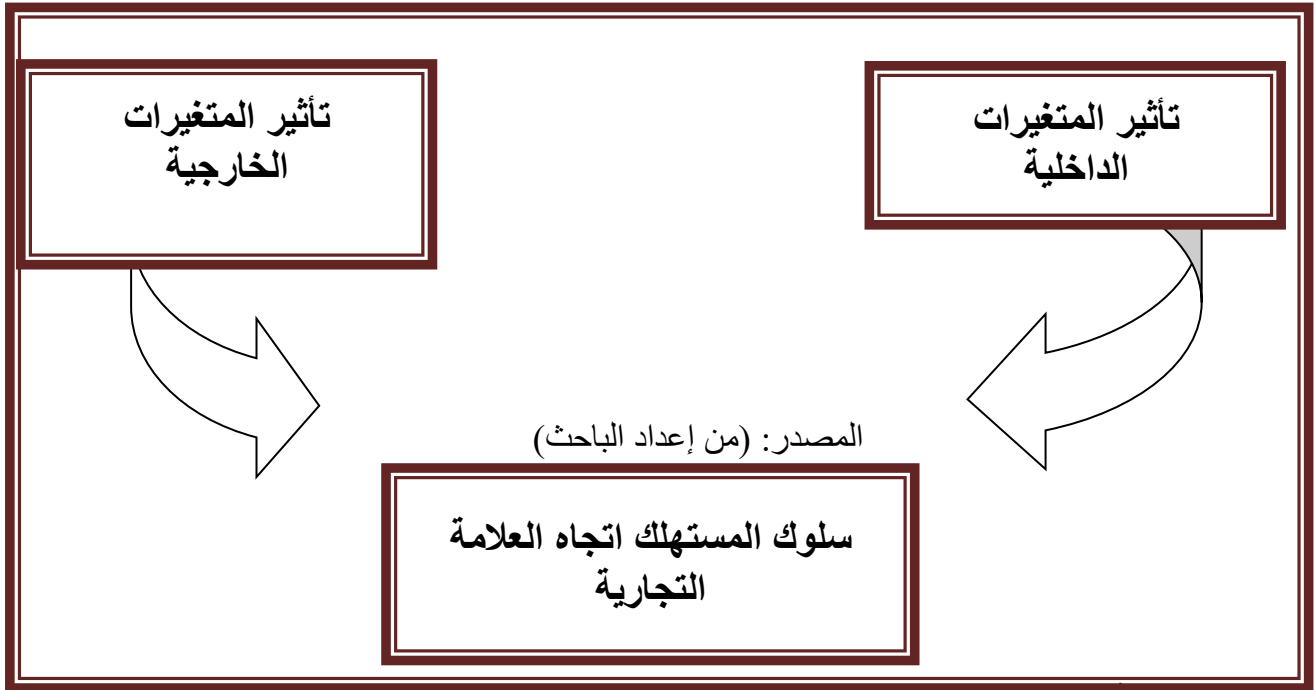 تأثير المتغيرات
الداخلية
تأثير المتغيرات
الخارجية
المصدر: (من إعداد الباحث)
سلوك المستهلك اتجاه العلامة
التجارية